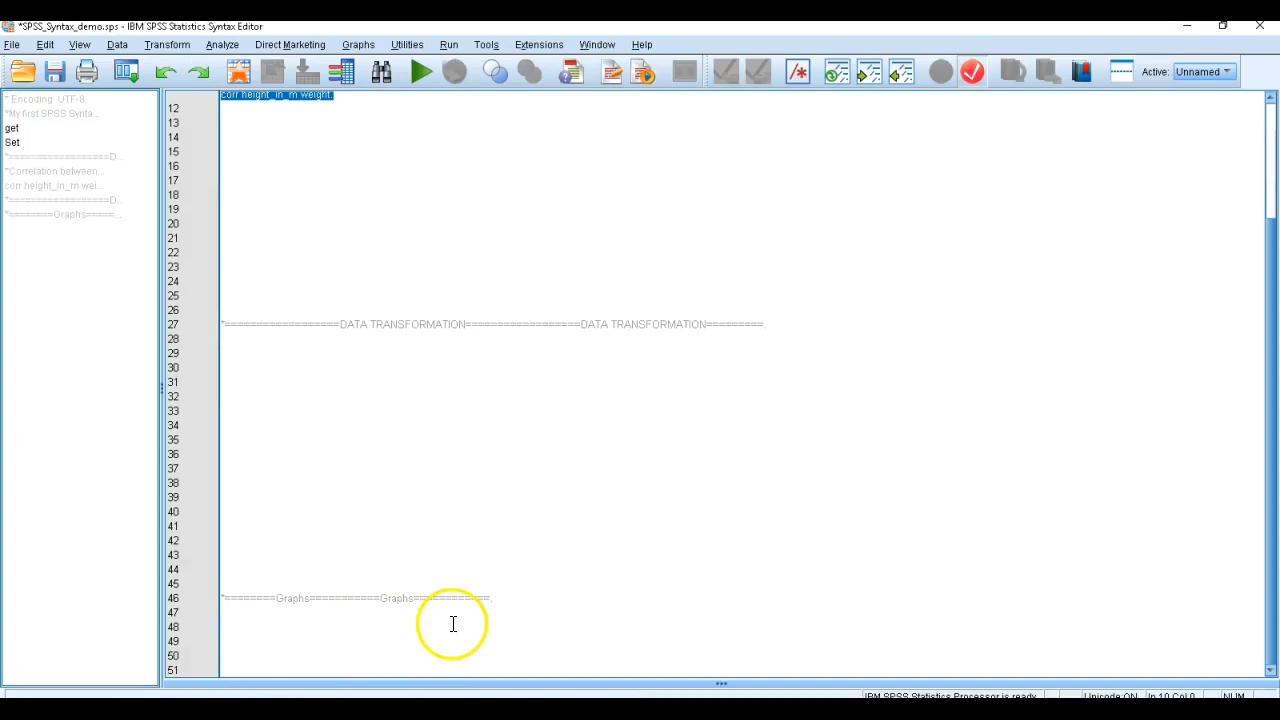 *SPSS_Syntax_demo.sps - IBM SPSS Statistics Syntax Editor
File Edit View Data Transform Analyze Direct Marketing Graphs Utilities Run Tools Extensions Window Help
Active: Unnamed
* Encoding: UTF-8.
*My first SPSS Synta...
get
Set
*==================D...
*Correlation between...
corr height_in_m wei...
*==================D...
*========Graphs=====...
corr height_in_m weight.
12
13
14
15
16
17
18
19
20
21
22
23
24
25
26
27 *==================DATA TRANSFORMATION==================DATA TRANSFORMATION=========.
28
29
30
31
32
33
34
35
36
37
38
39
40
41
42
43
44
45
46 *========Graphs===========Graphs============.
47
48
49
50
51
IBM SPSS Statistics Processor is ready Unicode:ON In 10 Col 0 NUM